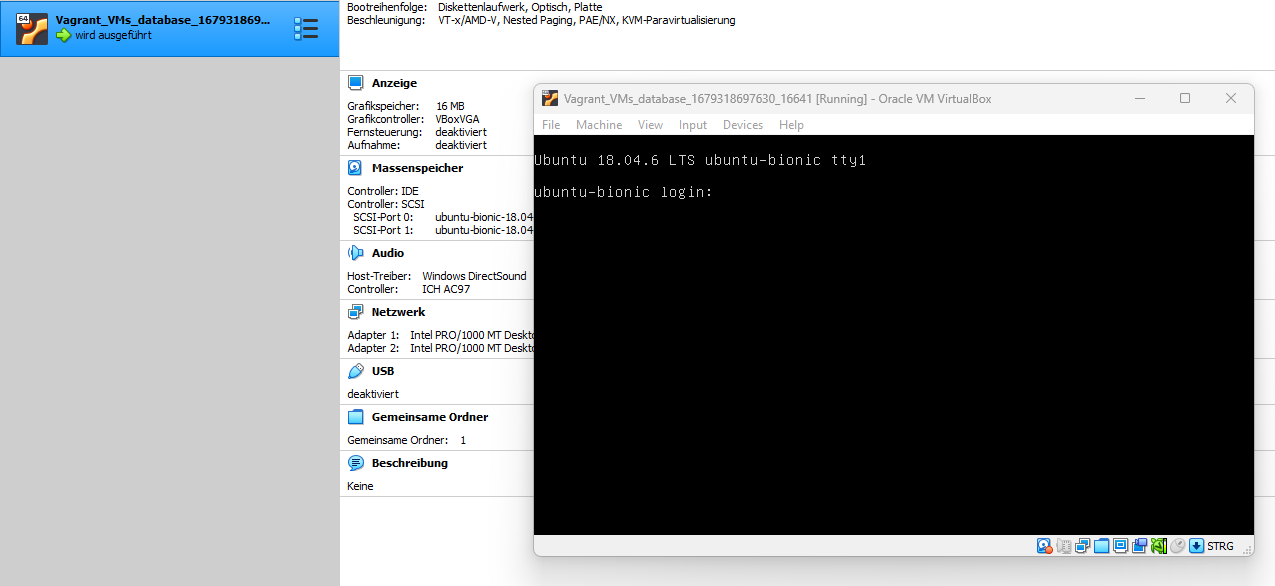 64
Vagrant_VMs_database_167931869...
wird ausgeführt
Bootreihenfolge: Diskettenlaufwerk, Optisch, Platte
Beschleunigung: VT-x/AMD-V, Nested Paging, PAE/NX, KVM-Paravirtualisierung
Anzeige
Grafikspeicher: 16 MB
Grafikcontroller: VBoxVGA
Fernsteuerung: deaktiviert
Aufnahme: deaktiviert
Massenspeicher
Controller: IDE
Controller: SCSI
SCSI-Port 0: ubuntu-bionic-18.04
SCSI-Port 1: ubuntu-bionic-18.04
Audio
Host-Treiber: Windows DirectSound
Controller: ICH AC97
Netzwerk
Adapter 1: Intel PRO/1000 MT Deskto
Adapter 2: Intel PRO/1000 MT Deskto
USB
deaktiviert
Gemeinsame Ordner
Gemeinsame Ordner: 1
Beschreibung
Keine
Vagrant_VMs_database_1679318697630_16641 [Running] - Oracle VM VirtualBox
File Machine View Input Devices Help
Ubuntu 18.04.6 LTS ubuntu-bionic tty1
ubuntu-bionic login:
STRG